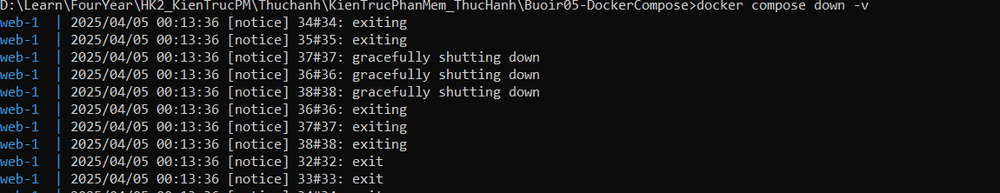 D:\Learn\FourYear\HK2_KienTrucPM\Thuchanh\KienTrucPhanMem_ThucHanh\Buoir05-DockerCompose>docker compose down -v
web-1  | 2025/04/05 00:13:36 [notice] 34#34: exiting
web-1  | 2025/04/05 00:13:36 [notice] 35#35: exiting
web-1  | 2025/04/05 00:13:36 [notice] 37#37: gracefully shutting down
web-1  | 2025/04/05 00:13:36 [notice] 36#36: gracefully shutting down
web-1  | 2025/04/05 00:13:36 [notice] 38#38: gracefully shutting down
web-1  | 2025/04/05 00:13:36 [notice] 36#36: exiting
web-1  | 2025/04/05 00:13:36 [notice] 37#37: exiting
web-1  | 2025/04/05 00:13:36 [notice] 38#38: exiting
web-1  | 2025/04/05 00:13:36 [notice] 32#32: exit
web-1  | 2025/04/05 00:13:36 [notice] 33#33: exit